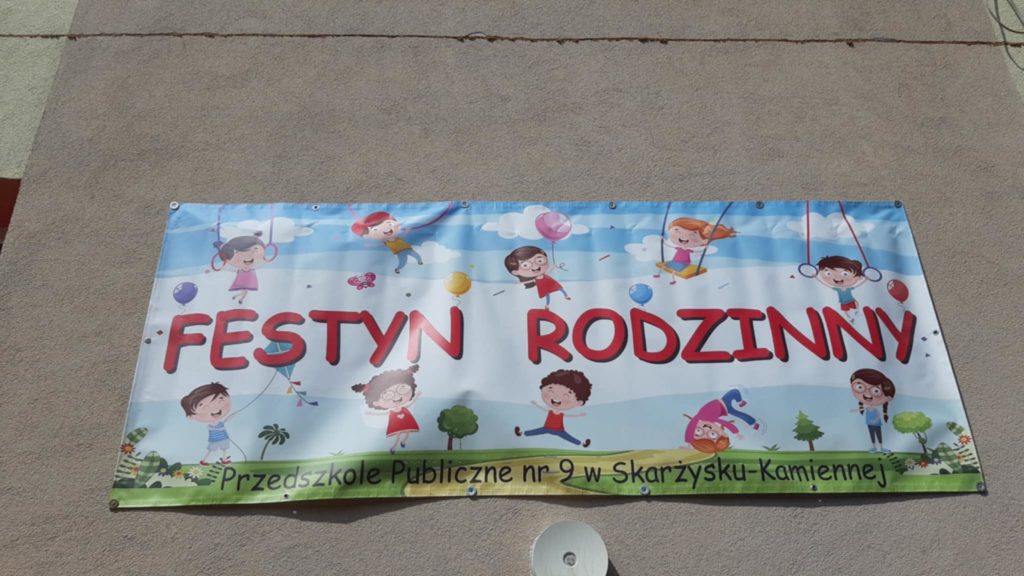 FESTYN RODZINNY
Przedszkole Publiczne nr 9 w Skarżysku-Kamiennej